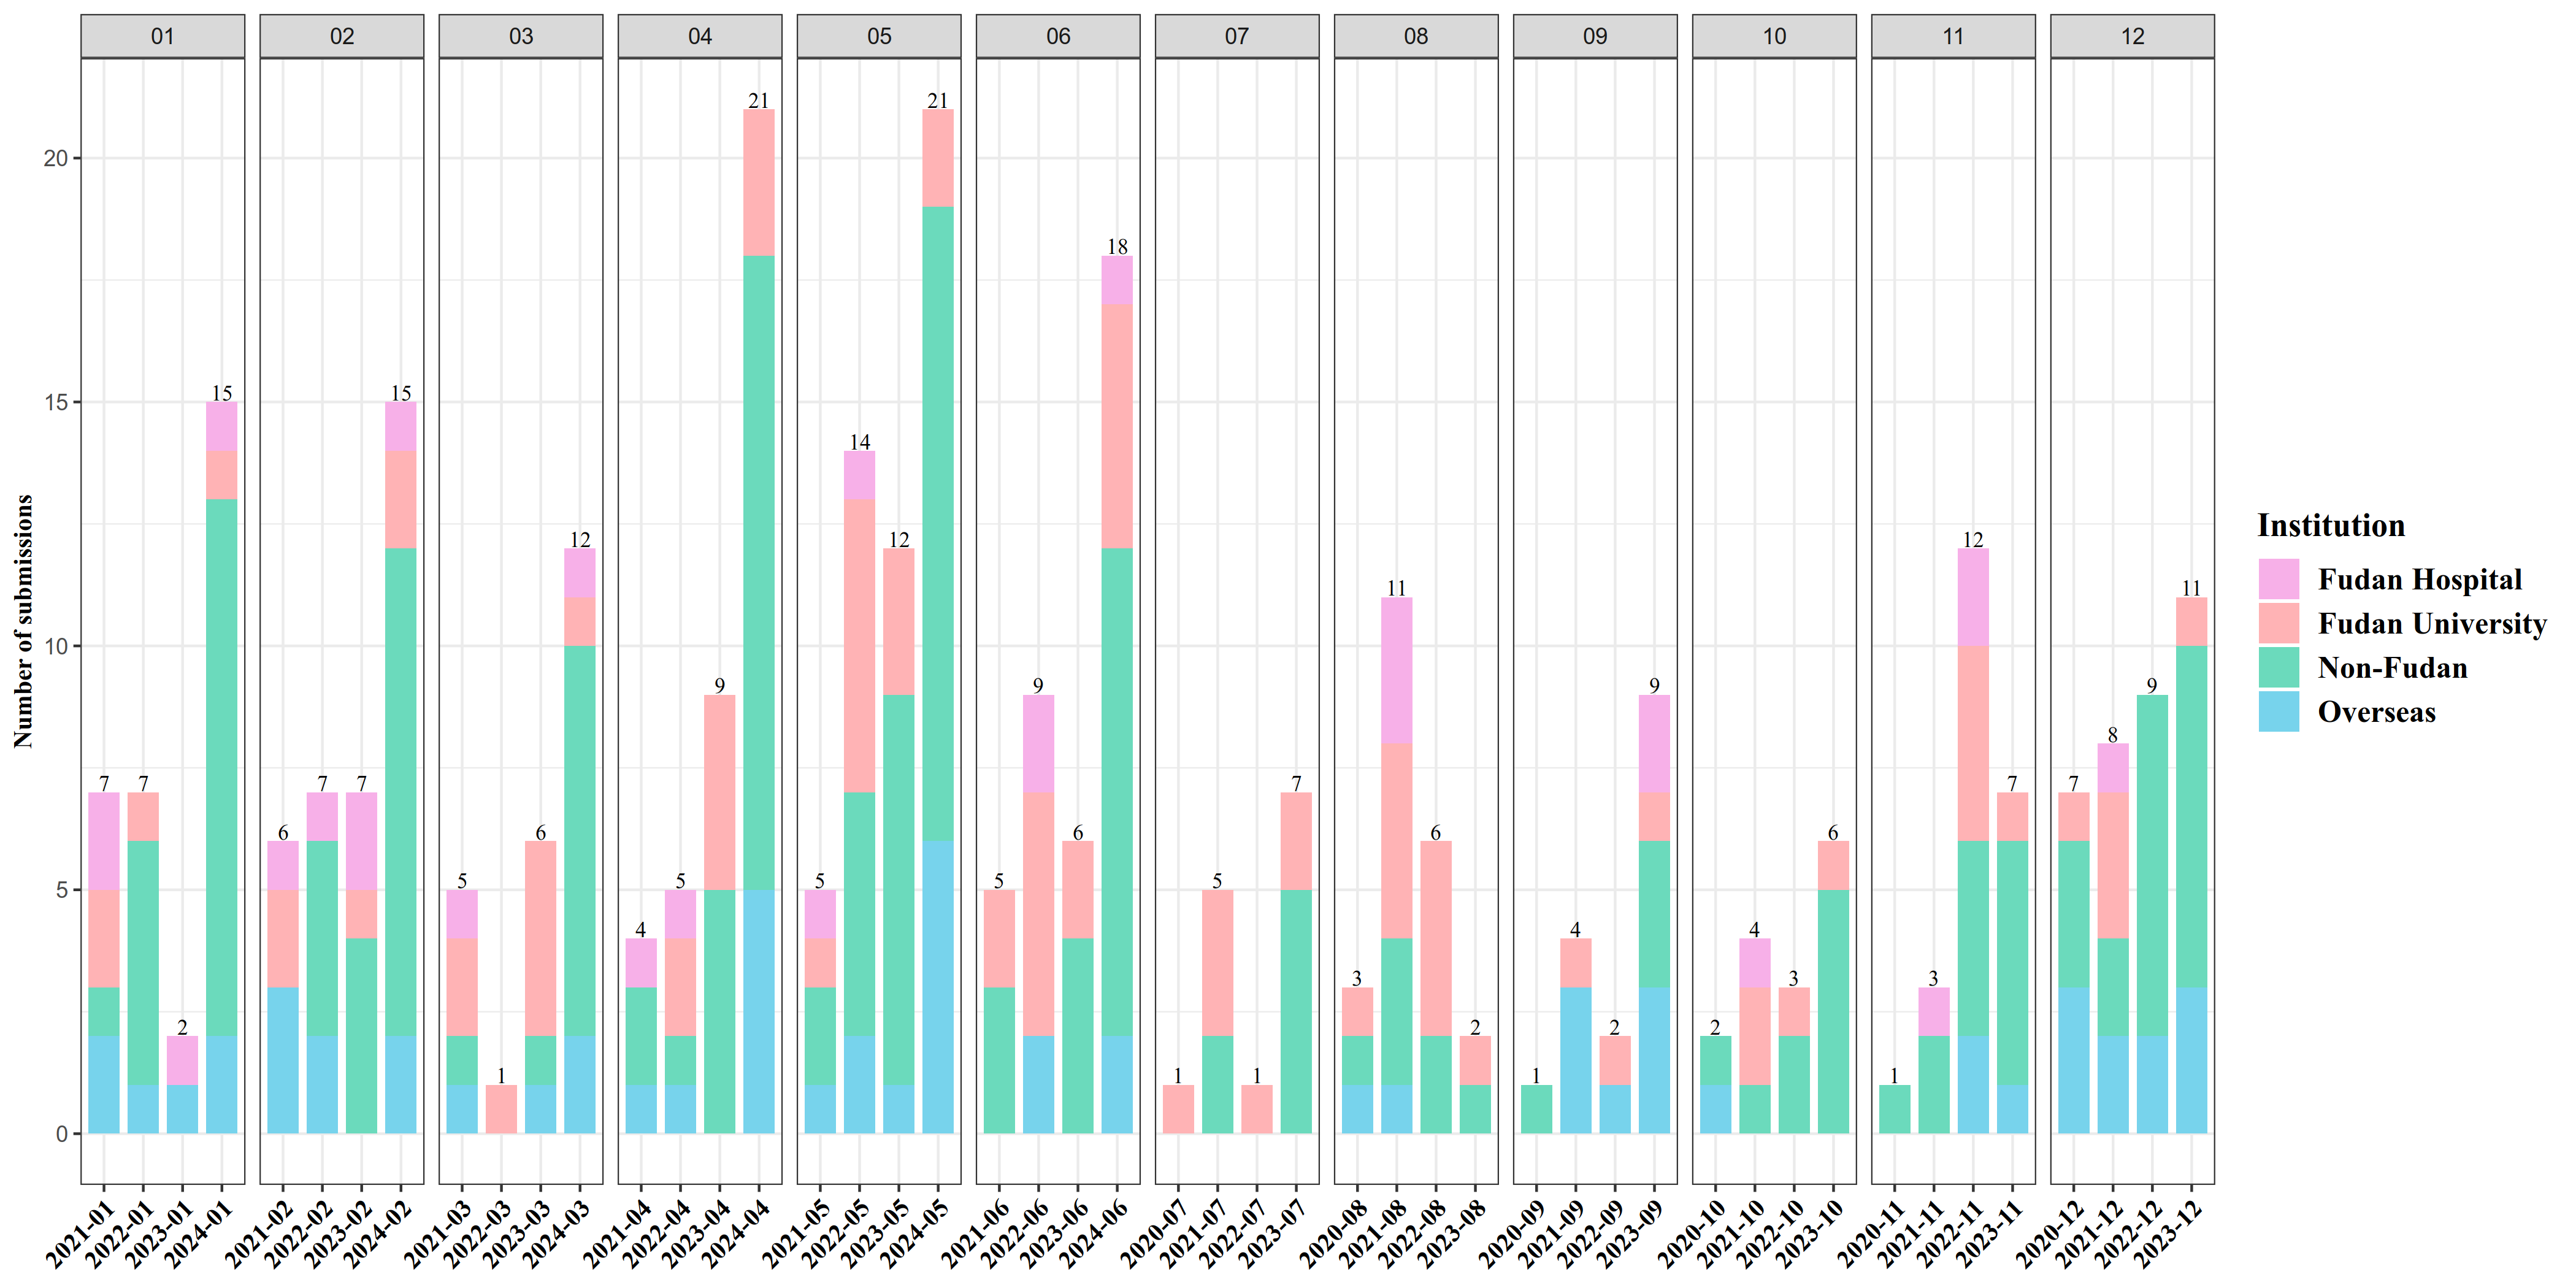 01 02 03 04 05 06 07 08 09 10 11 12
Number of submissions
20
15
10
5
0
7 7 2 15
6 7 7 15
5 1 6 12
4 5 9 21
5 14 12 21
5 9 6 18
1 5 1 7
3 11 6 2
1 4 2 9
2 4 3 6
1 3 12 7
7 8 9 11
2021-01 2022-01 2023-01 2024-01
2021-02 2022-02 2023-02 2024-02
2021-03 2022-03 2023-03 2024-03
2021-04 2022-04 2023-04 2024-04
2021-05 2022-05 2023-05 2024-05
2021-06 2022-06 2023-06 2024-06
2020-07 2021-07 2022-07 2023-07
2020-08 2021-08 2022-08 2023-08
2020-09 2021-09 2022-09 2023-09
2020-10 2021-10 2022-10 2023-10
2020-11 2021-11 2022-11 2023-11
2020-12 2021-12 2022-12 2023-12
Institution
Fudan Hospital
Fudan University
Non-Fudan
Overseas